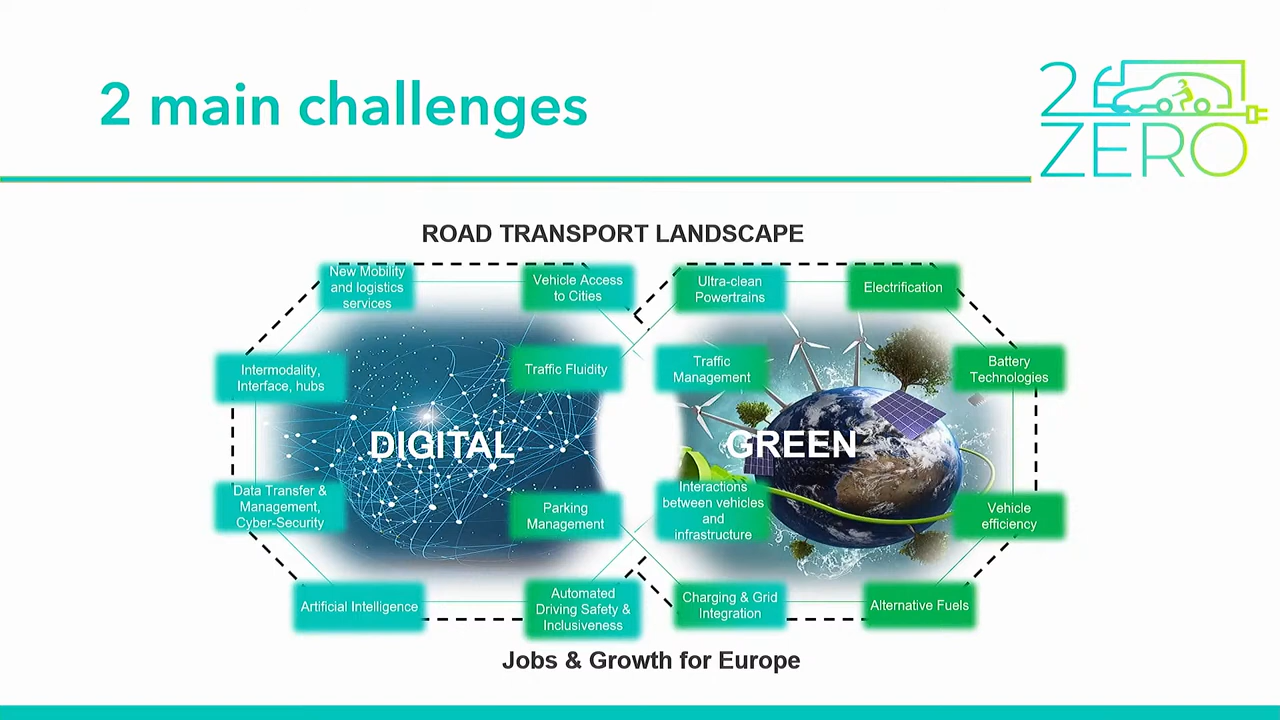 2 main challenges
2
ZERO
ROAD TRANSPORT LANDSCAPE
New Mobility
and logistics
services
Vehicle Access
to Cities
Ultra-clean
Powertrains
Electrification
Intermodality,
Interface, hubs
Traffic Fluidity
Traffic
Management
Battery
Technologies
DIGITAL
GREEN
Data Transfer &
Management,
Cyber-Security
Parking
Management
Interactions
between vehicles
and
infrastructure
Vehicle
efficiency
Artificial Intelligence
Automated
Driving Safety &
Inclusiveness
Charging & Grid
Integration
Alternative Fuels
Jobs & Growth for Europe